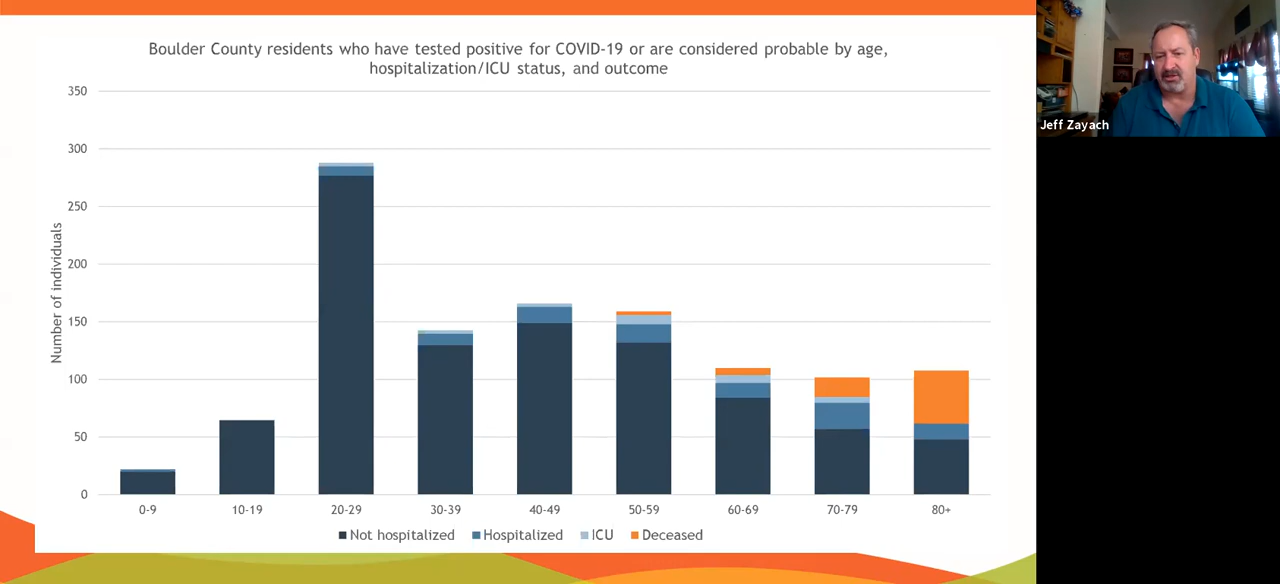 Boulder County residents who have tested positive for COVID-19 or are considered probable by age,
hospitalization/ICU status, and outcome
Jeff Zayach
Number of individuals
350
300
250
200
150
100
50
0
0-9 10-19 20-29 30-39 40-49 50-59 60-69 70-79 80+
Not hospitalized Hospitalized ICU Deceased